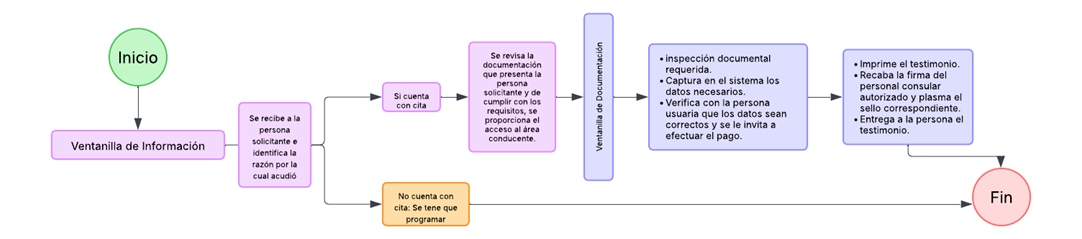 Inicio
Ventanilla de Información
Se recibe a la
persona
solicitante e
identifica la
razón por la
cual acudió
Si cuenta
con cita
Se revisa la
documentación
que presenta la
persona
solicitante y de
cumplir con los
requisitos, se
proporciona el
acceso al área
conducente.
Ventanilla de Documentación
• inspección documental
requerida.
• Captura en el sistema los
datos necesarios.
• Verifica con la persona
usuaria que los datos sean
correctos y se le invita a
efectuar el pago.
• Imprime el testimonio.
• Recaba la firma del
personal consular
autorizado y plasma el
sello correspondiente.
• Entrega a la persona el
testimonio.
No cuenta con
cita: Se tiene que
programar
Fin